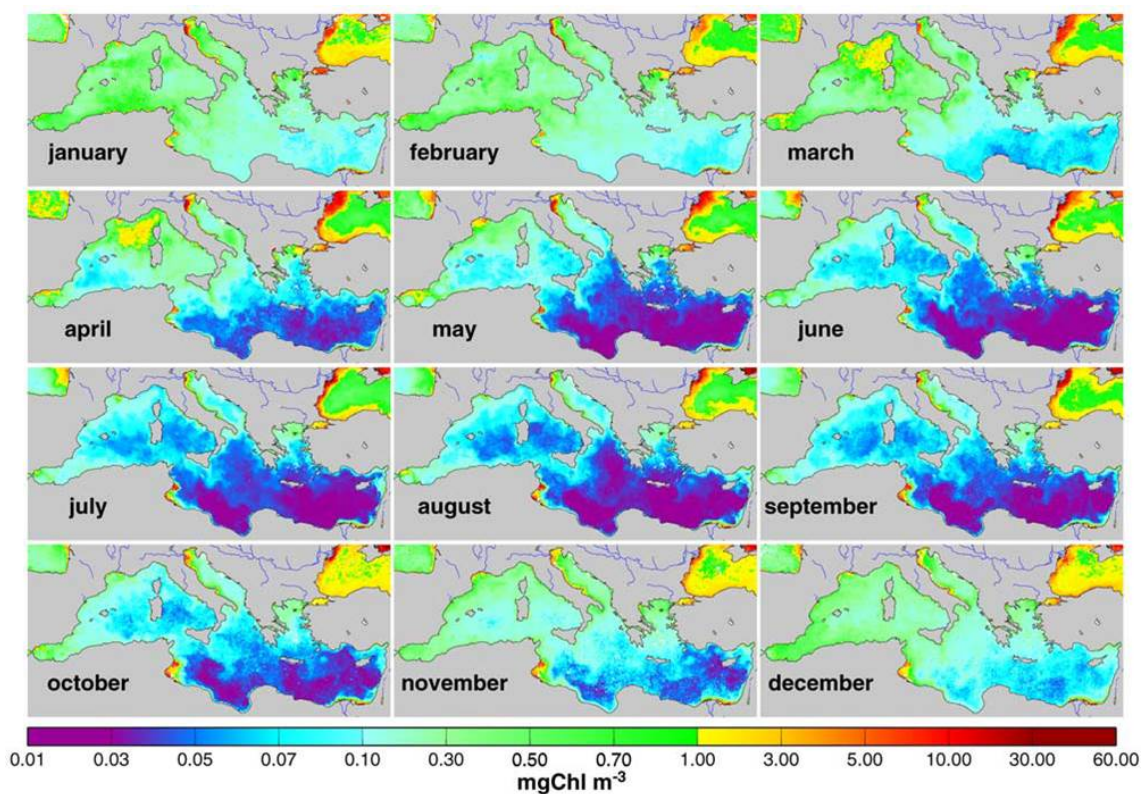 january february march
april may june
july august september
october november december
0.01 0.03 0.05 0.07 0.10 0.30 0.50 0.70 1.00 3.00 5.00 10.00 30.00 60.00
mgChl m⁻³